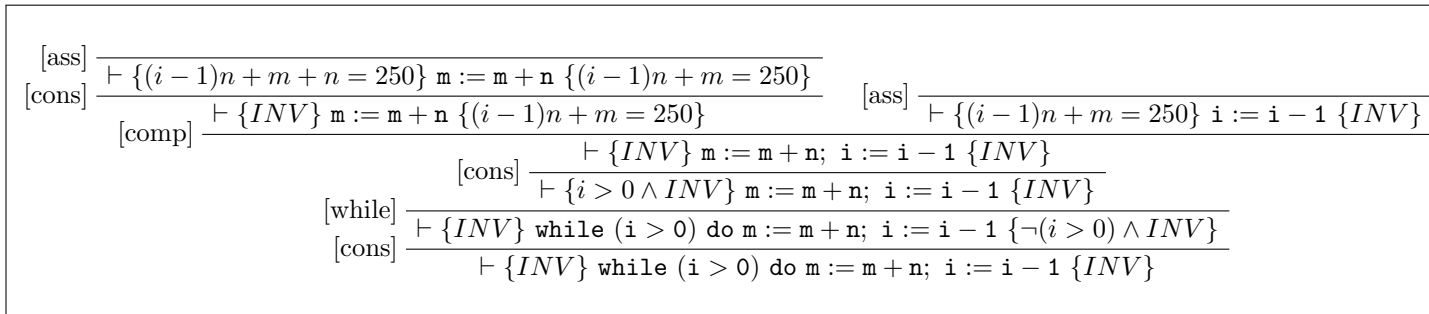 [ass]
⊢ {(i − 1)n + m + n = 250} m := m + n {(i − 1)n + m = 250}
[cons]
⊢ {INV} m := m + n {(i − 1)n + m = 250}
[ass]
⊢ {(i − 1)n + m = 250} i := i − 1 {INV}
[comp]
⊢ {INV} m := m + n; i := i − 1 {INV}
[cons]
⊢ {i > 0 ∧ INV} m := m + n; i := i − 1 {INV}
[while]
⊢ {INV} while (i > 0) do m := m + n; i := i − 1 {¬(i > 0) ∧ INV}
[cons]
⊢ {INV} while (i > 0) do m := m + n; i := i − 1 {INV}